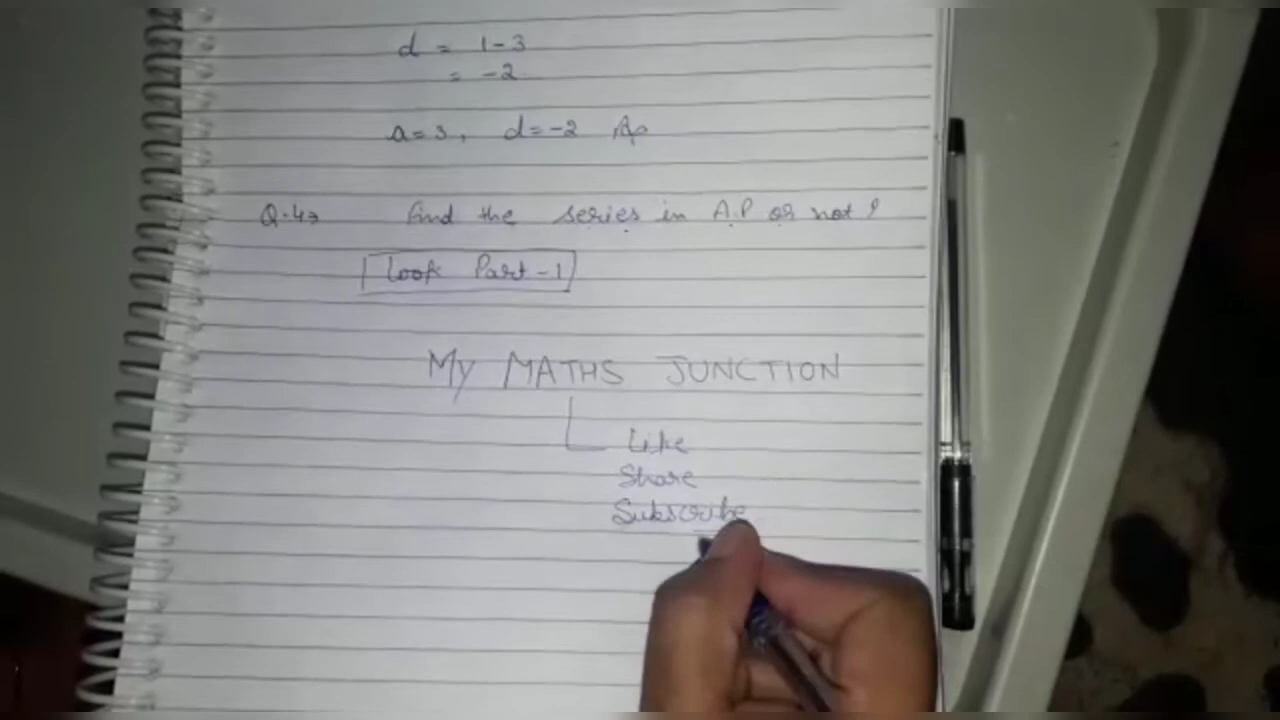 d = 1-3
= -2
a=3, d=-2 Ap
Q.4→ find the series in A.P or not?
Look Part-1
My MATHS JUNCTION
Like
Share
Subscribe